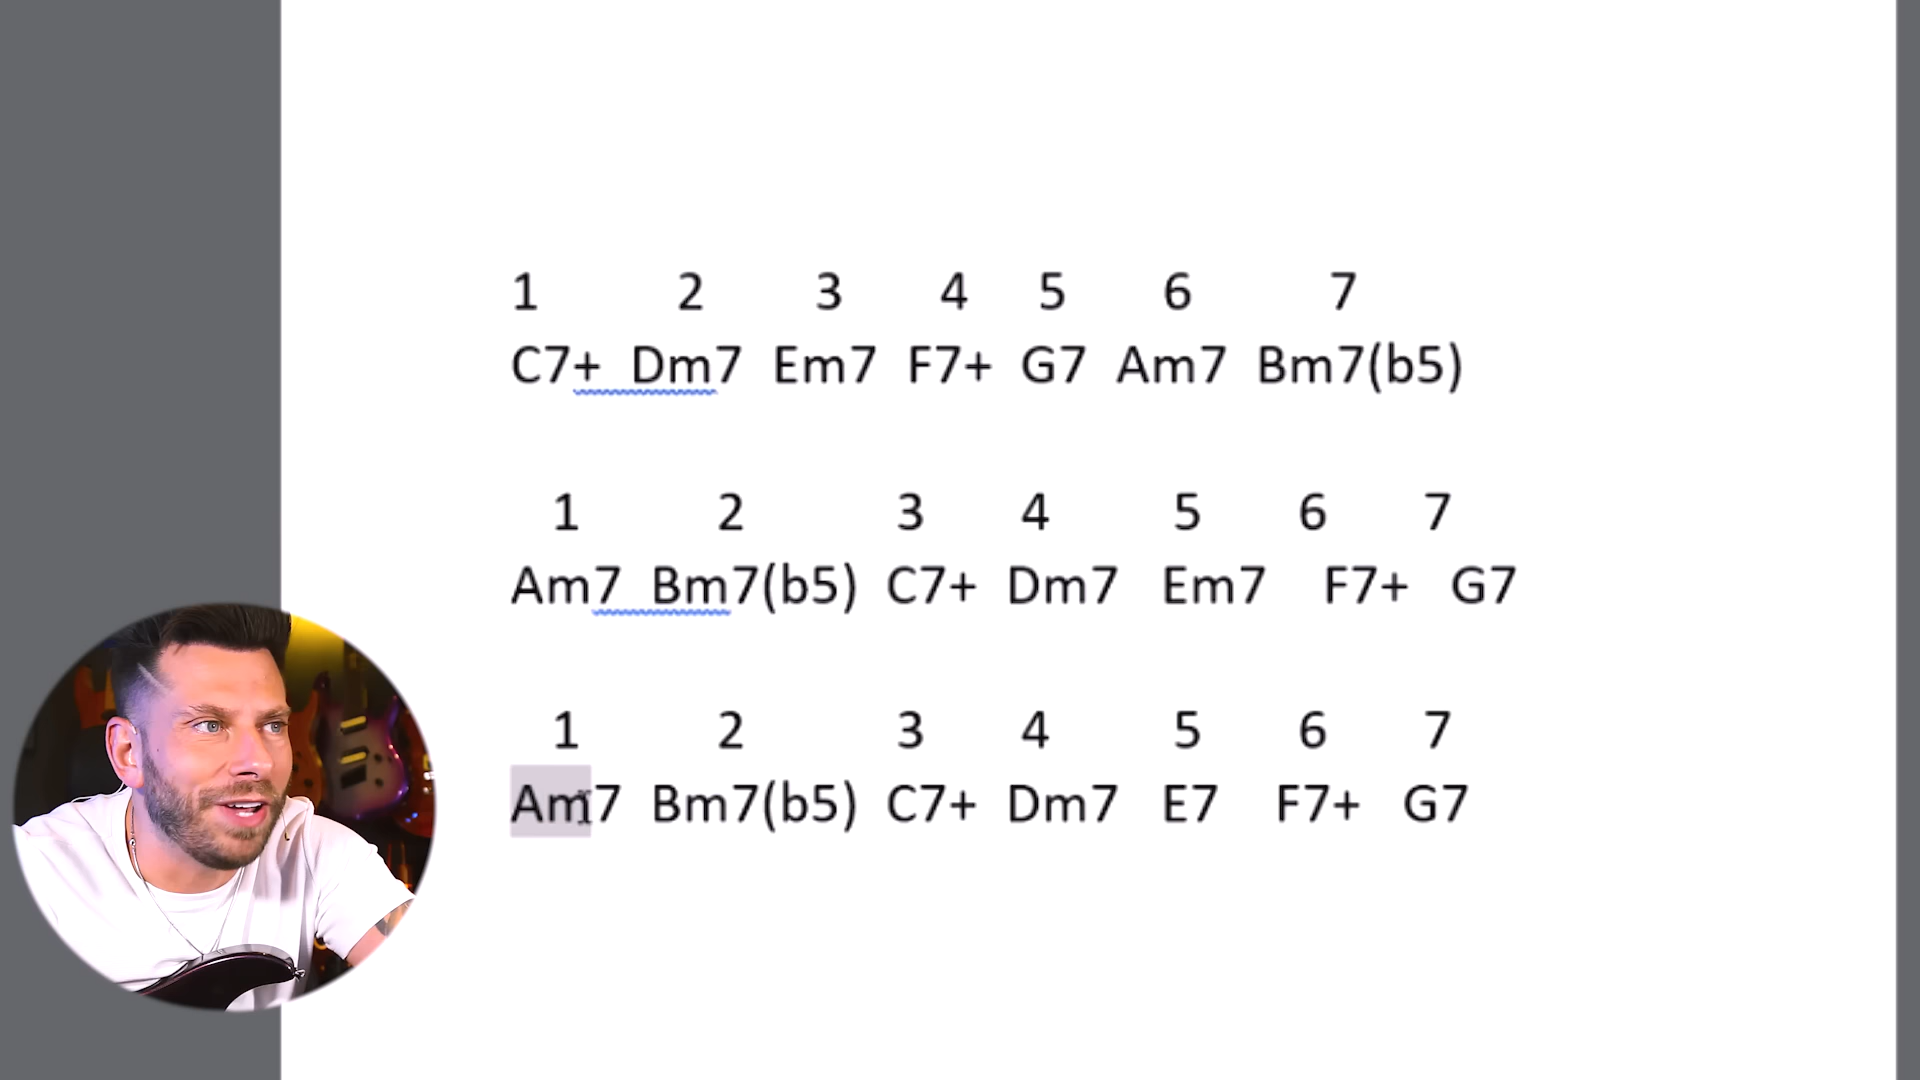 1 2 3 4 5 6 7
C7+ Dm7 Em7 F7+ G7 Am7 Bm7(b5)
1 2 3 4 5 6 7
Am7 Bm7(b5) C7+ Dm7 Em7 F7+ G7
1 2 3 4 5 6 7
Am7 Bm7(b5) C7+ Dm7 E7 F7+ G7